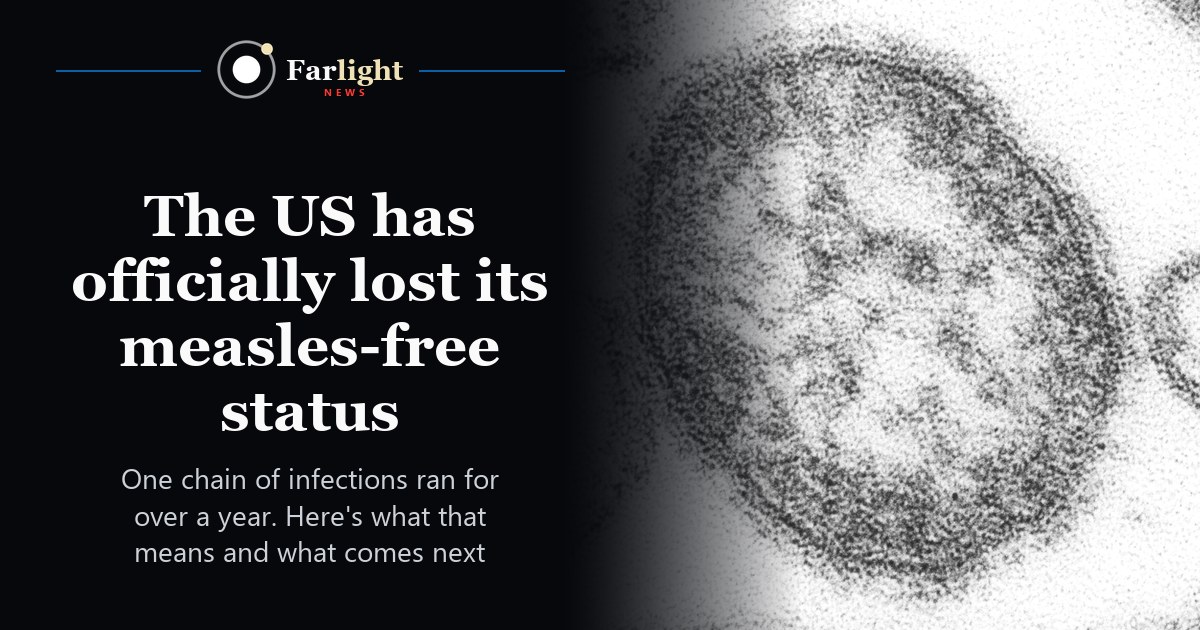 Farlight
NEWS
The US has
officially lost its
measles-free
status
One chain of infections ran for
over a year. Here's what that
means and what comes next